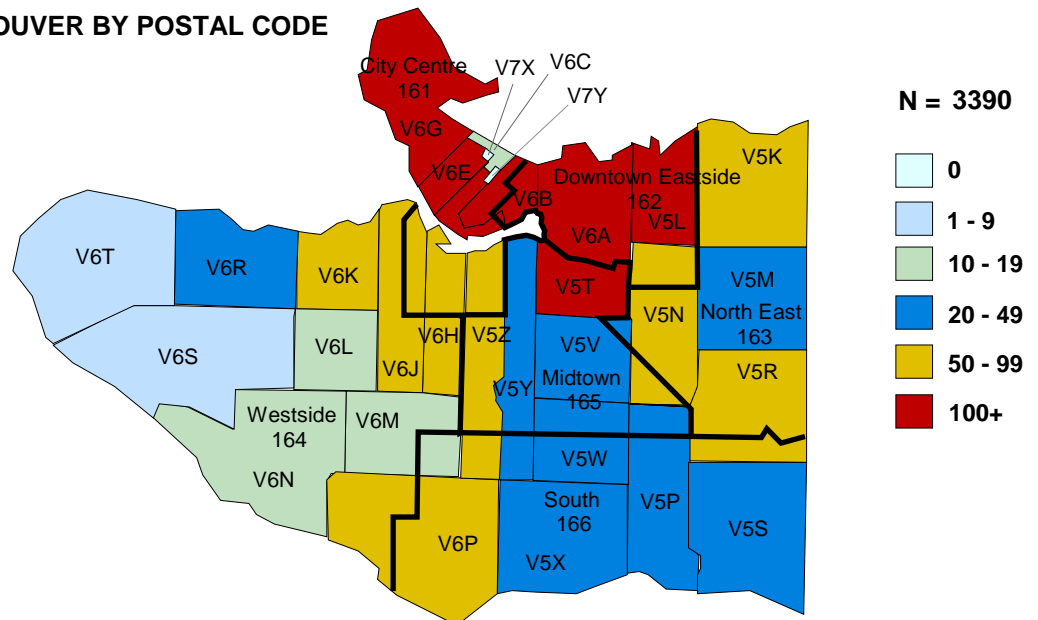 OUVER BY POSTAL CODE
City Centre
161
V7X
V6C
V7Y
N = 3390
V6G
V6E
V6B
Downtown Eastside
162
V5K
V5L
V6A
0
1 - 9
10 - 19
20 - 49
50 - 99
100+
V6T
V6R
V6K
V5T
V5M
North East
163
V6S
V6L
V6J
V6H
V5Z
V5Y
V5V
Midtown
165
V5N
V5R
Westside
164
V6M
V6N
V5W
South
166
V5P
V5S
V6P
V5X